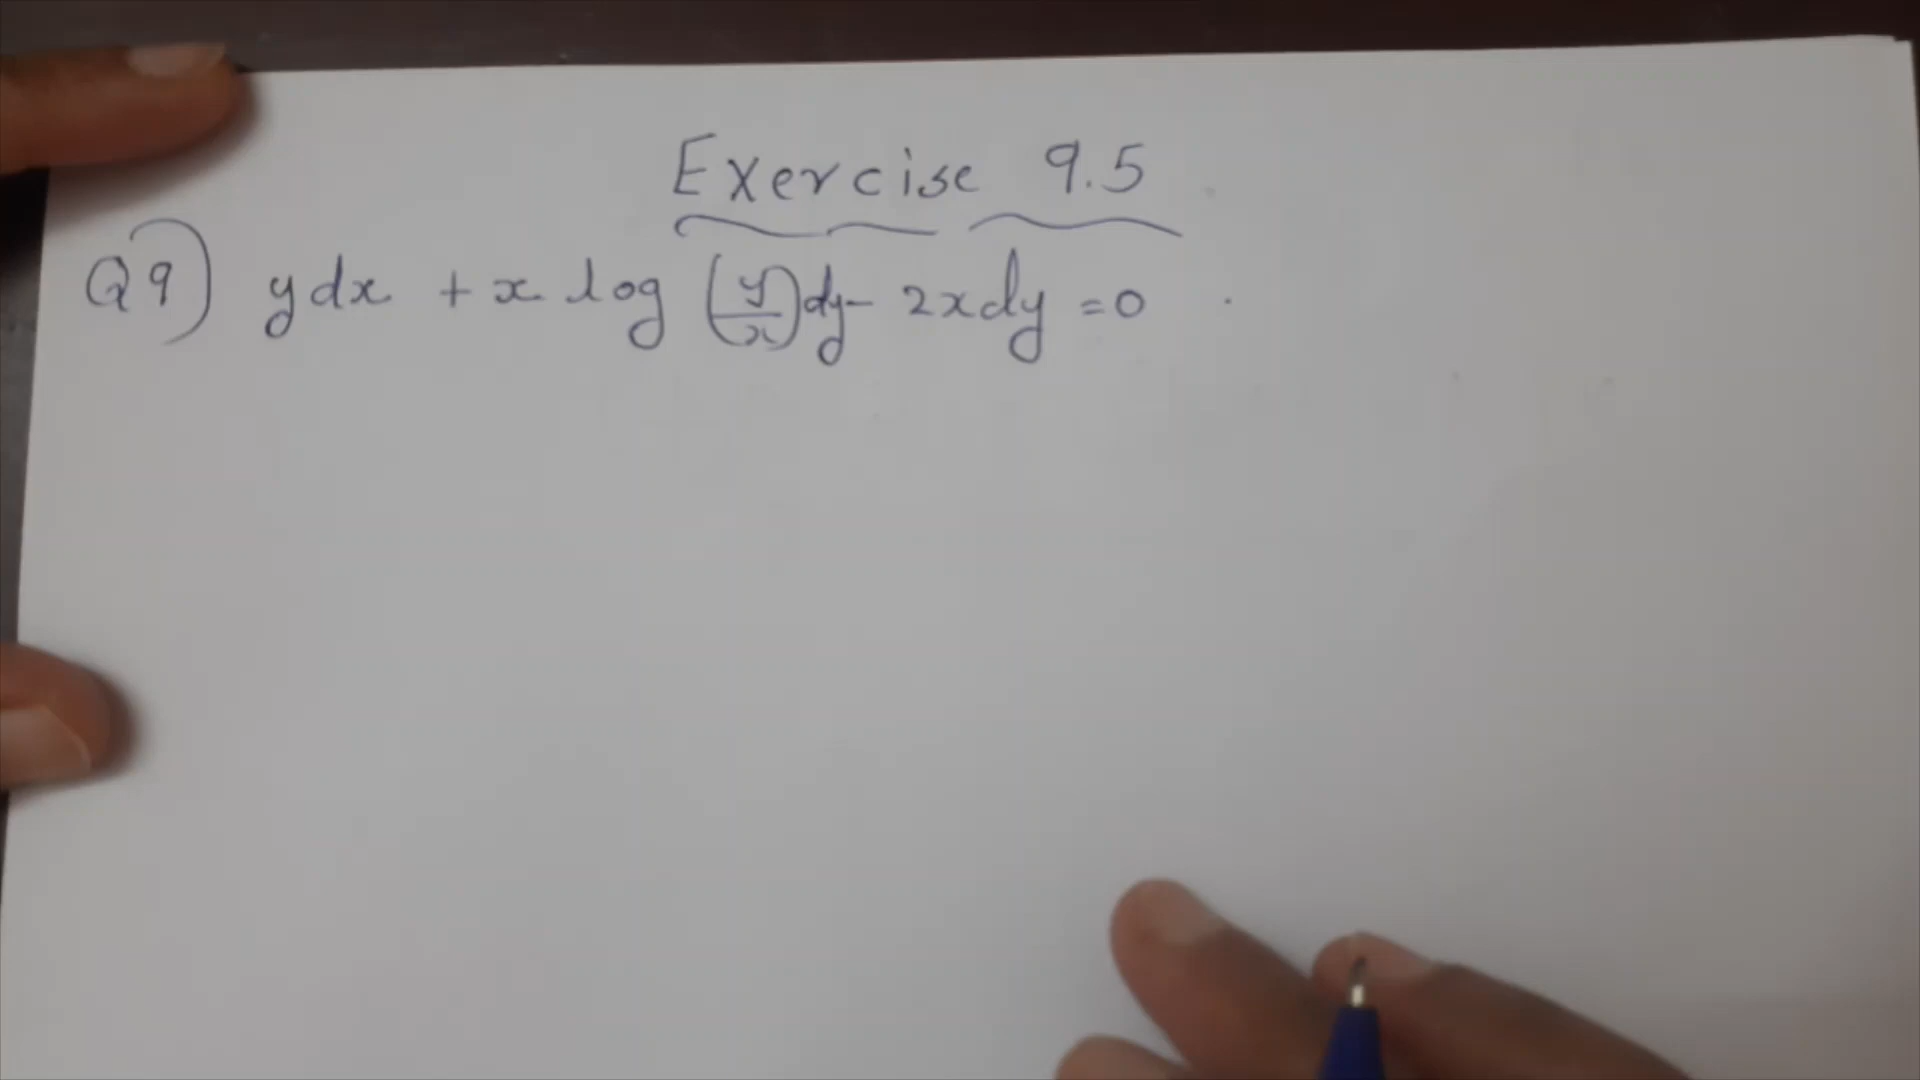 Exercise 9.5
Q9) ydx + x log (y/x) dy - 2xdy = 0